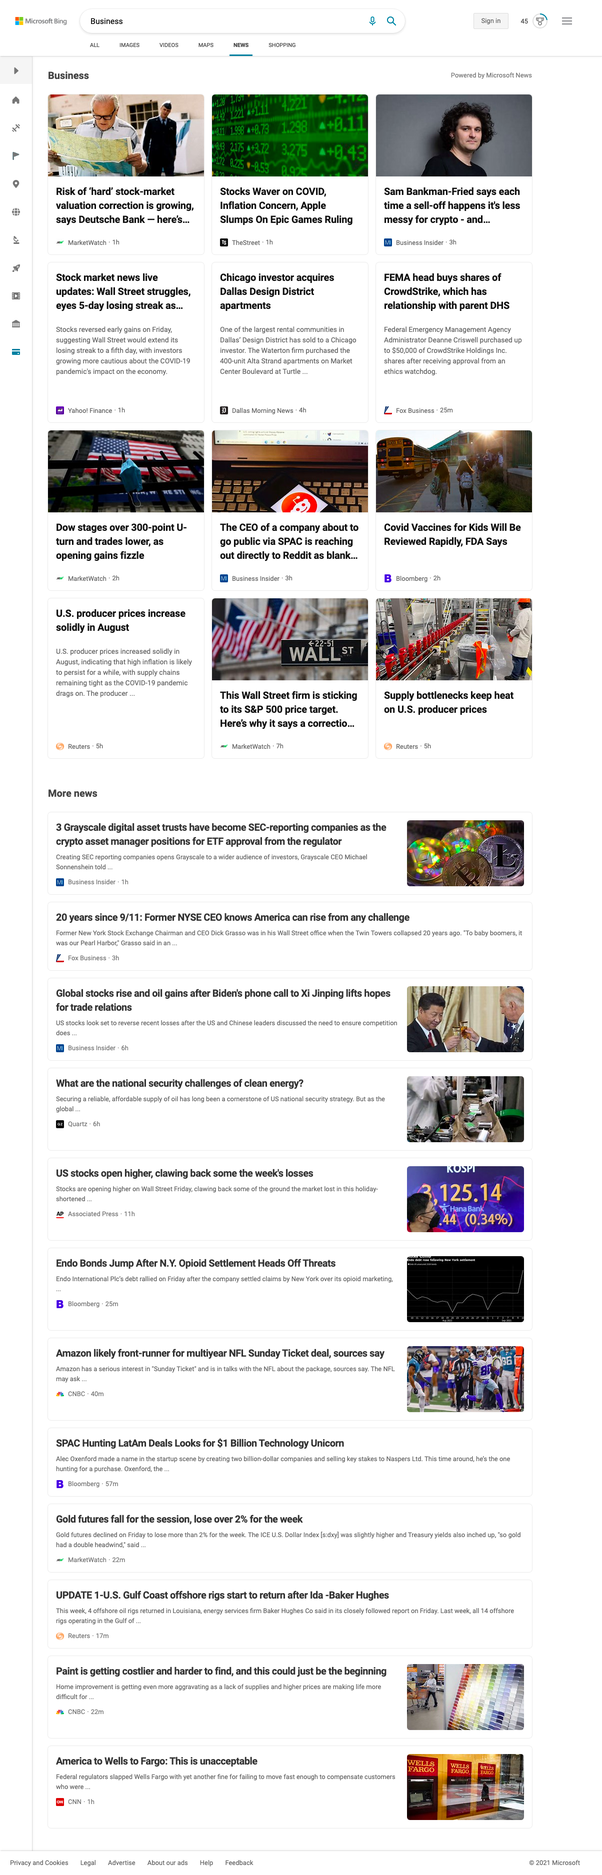 Microsoft Bing
Business
Sign in
45
ALL IMAGES VIDEOS MAPS NEWS SHOPPING
Business
Powered by Microsoft News
Risk of ‘hard’ stock-market
valuation correction is growing,
says Deutsche Bank — here’s...
MarketWatch · 1h
Stocks Waver on COVID,
Inflation Concern, Apple
Slumps On Epic Games Ruling
TheStreet · 1h
Sam Bankman-Fried says each
time a sell-off happens it's less
messy for crypto - and...
Business Insider · 3h
Stock market news live
updates: Wall Street struggles,
eyes 5-day losing streak as...
Stocks reversed early gains on Friday,
suggesting Wall Street would extend its
losing streak to a fifth day, with investors
growing more cautious about the COVID-19
pandemic's impact on the economy.
Yahoo! Finance · 1h
Chicago investor acquires
Dallas Design District
apartments
One of the largest rental communities in
Dallas’ Design District has sold to a Chicago
investor. The Waterton firm purchased the
400-unit Alta Strand apartments on Market
Center Boulevard at Turtle ...
Dallas Morning News · 4h
FEMA head buys shares of
CrowdStrike, which has
relationship with parent DHS
Federal Emergency Management Agency
Administrator Deanne Criswell purchased up
to $50,000 of CrowdStrike Holdings Inc.
shares after receiving approval from an
ethics watchdog.
Fox Business · 25m
Dow stages over 300-point U-
turn and trades lower, as
opening gains fizzle
MarketWatch · 2h
The CEO of a company about to
go public via SPAC is reaching
out directly to Reddit as blank...
Business Insider · 3h
Covid Vaccines for Kids Will Be
Reviewed Rapidly, FDA Says
Bloomberg · 2h
U.S. producer prices increase
solidly in August
U.S. producer prices increased solidly in
August, indicating that high inflation is likely
to persist for a while, with supply chains
remaining tight as the COVID-19 pandemic
drags on. The producer ...
Reuters · 5h
WALL ST
This Wall Street firm is sticking
to its S&P 500 price target.
Here’s why it says a correctio...
MarketWatch · 7h
Supply bottlenecks keep heat
on U.S. producer prices
Reuters · 5h
More news
3 Grayscale digital asset trusts have become SEC-reporting companies as the
crypto asset manager positions for ETF approval from the regulator
Creating SEC reporting companies opens Grayscale to a wider audience of investors, Grayscale CEO Michael
Sonnenshein told ...
Business Insider · 1h
20 years since 9/11: Former NYSE CEO knows America can rise from any challenge
Former New York Stock Exchange Chairman and CEO Dick Grasso was in his Wall Street office when the Twin Towers collapsed 20 years ago. "To baby boomers, it
was our Pearl Harbor," Grasso said in an ...
Fox Business · 3h
Global stocks rise and oil gains after Biden's phone call to Xi Jinping lifts hopes
for trade relations
US stocks look set to reverse recent losses after the US and Chinese leaders discussed the need to ensure competition
does ...
Business Insider · 6h
What are the national security challenges of clean energy?
Securing a reliable, affordable supply of oil has long been a cornerstone of US national security strategy. But as the
global ...
Quartz · 6h
US stocks open higher, clawing back some the week's losses
Stocks are opening higher on Wall Street Friday, clawing back some of the ground the market lost in this holiday-
shortened ...
Associated Press · 11h
KOSPI
3,125.14
Hana Bank
.44 (0.34%)
Endo Bonds Jump After N.Y. Opioid Settlement Heads Off Threats
Endo International Plc’s debt rallied on Friday after the company settled claims by New York over its opioid marketing,
...
Bloomberg · 25m
Amazon likely front-runner for multiyear NFL Sunday Ticket deal, sources say
Amazon has a serious interest in "Sunday Ticket" and is in talks with the NFL about the package, sources say. The NFL
may ask ...
CNBC · 40m
SPAC Hunting LatAm Deals Looks for $1 Billion Technology Unicorn
Alec Oxenford made a name in the startup scene by creating two billion-dollar companies and selling key stakes to Naspers Ltd. This time around, he’s the one
hunting for a purchase. Oxenford, the ...
Bloomberg · 57m
Gold futures fall for the session, lose over 2% for the week
Gold futures declined on Friday to lose more than 2% for the week. The ICE U.S. Dollar Index [s:dxy] was slightly higher and Treasury yields also inched up, "so gold
had a double headwind," said ...
MarketWatch · 22m
UPDATE 1-U.S. Gulf Coast offshore rigs start to return after Ida -Baker Hughes
This week, 4 offshore oil rigs returned in Louisiana, energy services firm Baker Hughes Co said in its closely followed report on Friday. Last week, all 14 offshore
rigs operating in the Gulf of ...
Reuters · 17m
Paint is getting costlier and harder to find, and this could just be the beginning
Home improvement is getting even more aggravating as a lack of supplies and higher prices are making life more
difficult for ...
CNBC · 22m
America to Wells to Fargo: This is unacceptable
Federal regulators slapped Wells Fargo with yet another fine for failing to move fast enough to compensate customers
who were ...
CNN · 1h
WELLS FARGO
WELLS FARGO
WELLS FARGO
Privacy and Cookies Legal Advertise About our ads Help Feedback
© 2021 Microsoft